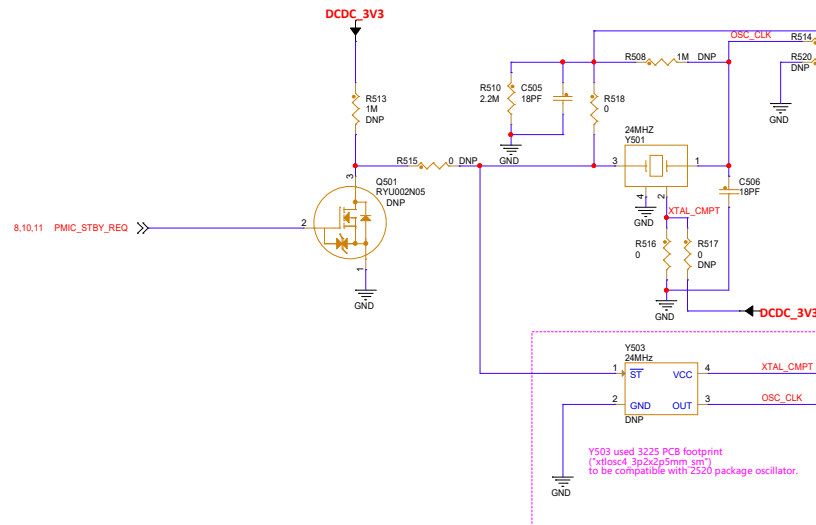 DCDC_3V3
OSC_CLK
R514
R508
1M
DNP
R520
DNP
R510
2.2M
C505
18PF
R518
0
R513
1M
DNP
GND
GND
24MHZ
Y501
R515
0
DNP
3
1
4
2
C506
18PF
3
Q501
RYU002N05
DNP
GND
XTAL_CMPT
8,10,11
PMIC_STBY_REQ
2
R516
0
R517
0
DNP
1
GND
GND
DCDC_3V3
Y503
24MHz
1
ST
VCC
4
XTAL_CMPT
2
GND
OUT
3
OSC_CLK
DNP
Y503 used 3225 PCB footprint
("xtlosc4_3p2x2p5mm_sm")
to be compatible with 2520 package oscillator.
GND